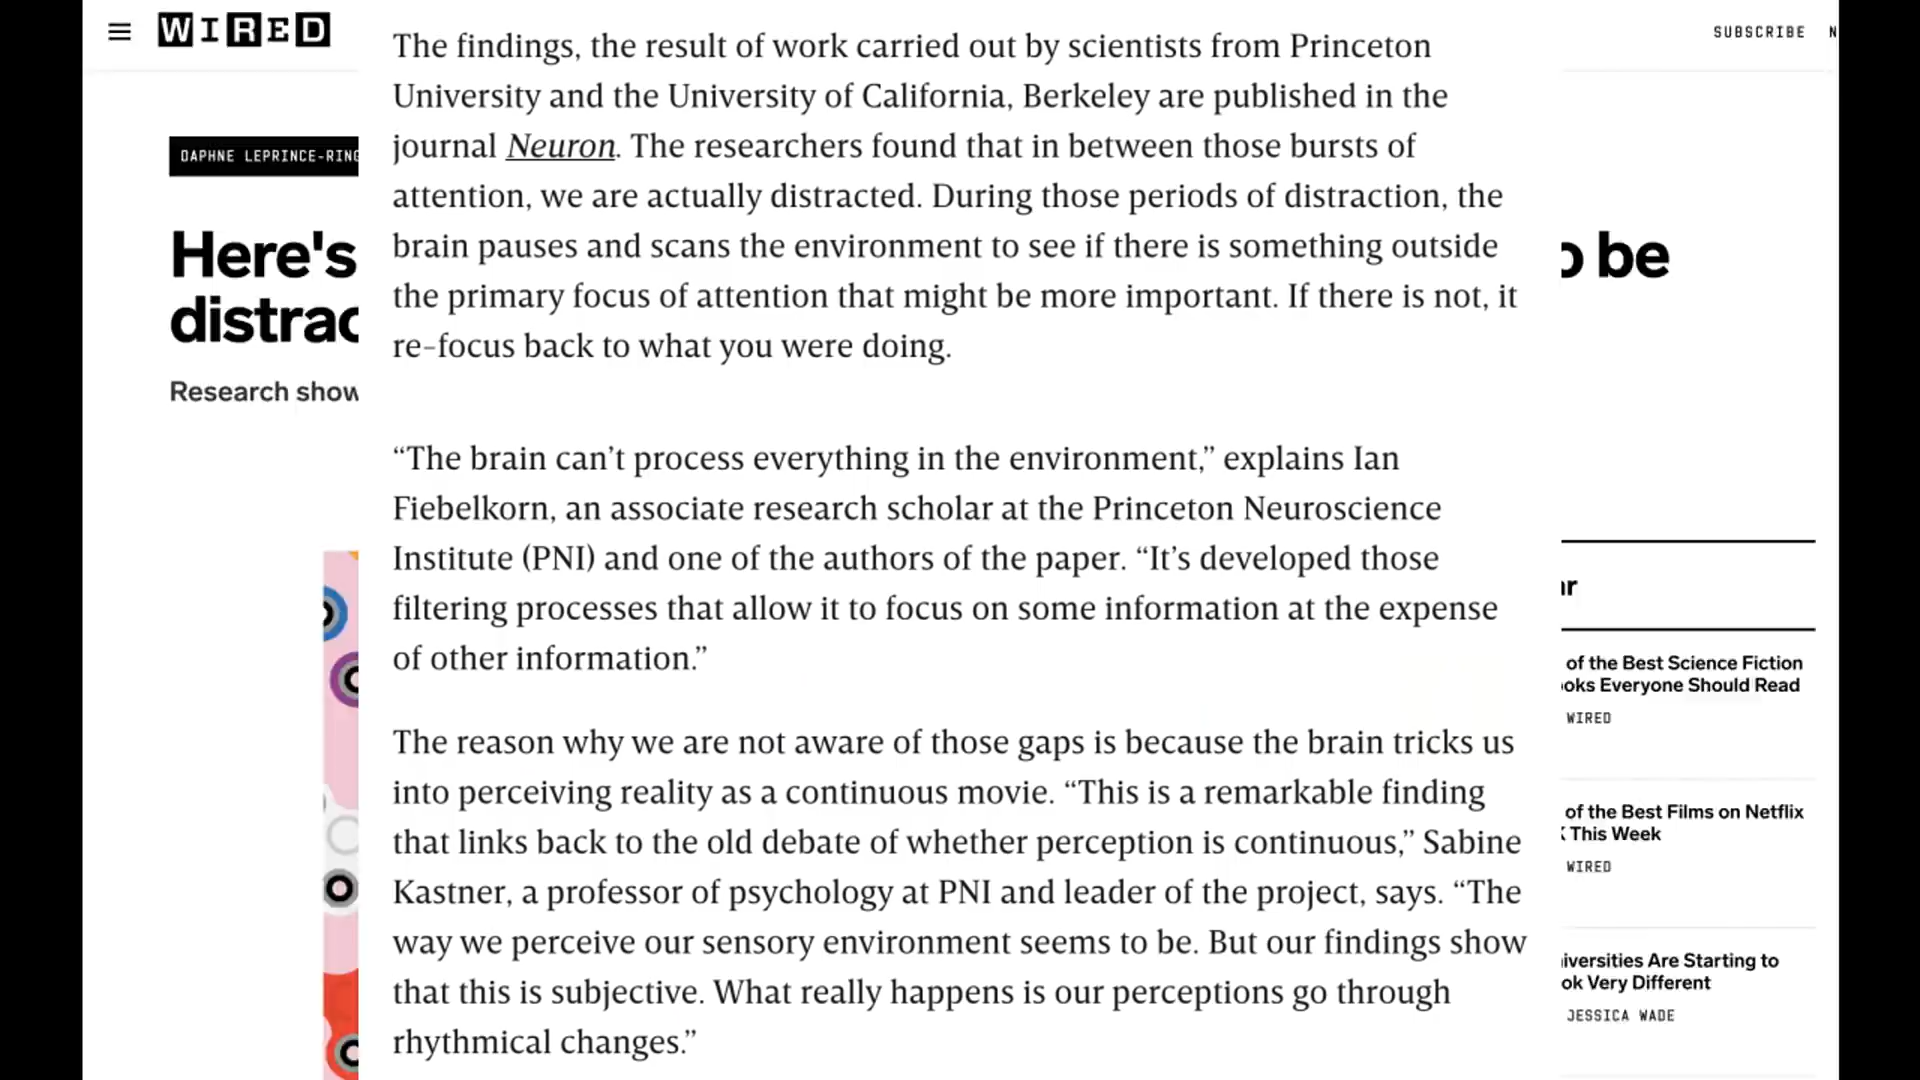 WIRED
SUBSCRIBE
DAPHNE LEPRINCE-RING
Here's
be
distrac
Research show
The findings, the result of work carried out by scientists from Princeton
University and the University of California, Berkeley are published in the
journal Neuron. The researchers found that in between those bursts of
attention, we are actually distracted. During those periods of distraction, the
brain pauses and scans the environment to see if there is something outside
the primary focus of attention that might be more important. If there is not, it
re-focus back to what you were doing.
“The brain can’t process everything in the environment,” explains Ian
Fiebelkorn, an associate research scholar at the Princeton Neuroscience
Institute (PNI) and one of the authors of the paper. “It’s developed those
filtering processes that allow it to focus on some information at the expense
of other information.”
The reason why we are not aware of those gaps is because the brain tricks us
into perceiving reality as a continuous movie. “This is a remarkable finding
that links back to the old debate of whether perception is continuous,” Sabine
Kastner, a professor of psychology at PNI and leader of the project, says. “The
way we perceive our sensory environment seems to be. But our findings show
that this is subjective. What really happens is our perceptions go through
rhythmical changes.”
of the Best Science Fiction
oks Everyone Should Read
WIRED
of the Best Films on Netflix
This Week
WIRED
iversities Are Starting to
ok Very Different
JESSICA WADE